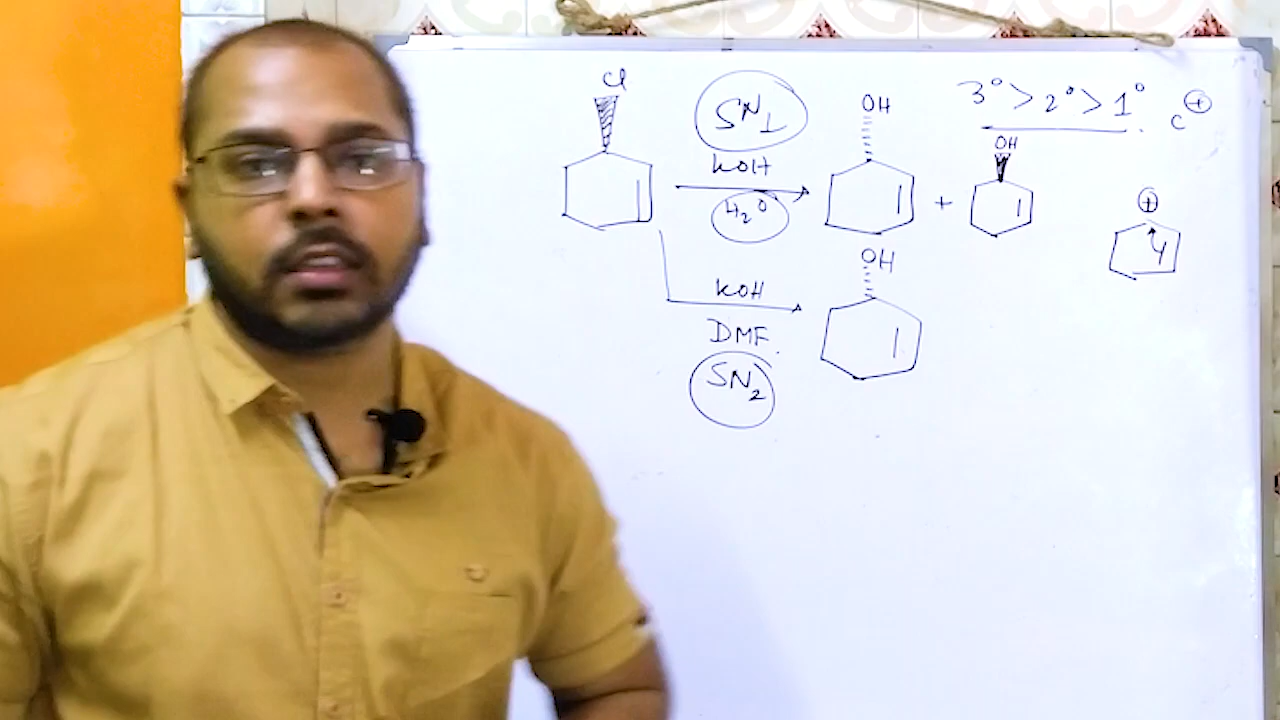 Cl
SN1
KOH
H2O
OH
+
OH
3° > 2° > 1° C⊕
⊕
KOH
DMF.
SN2
OH